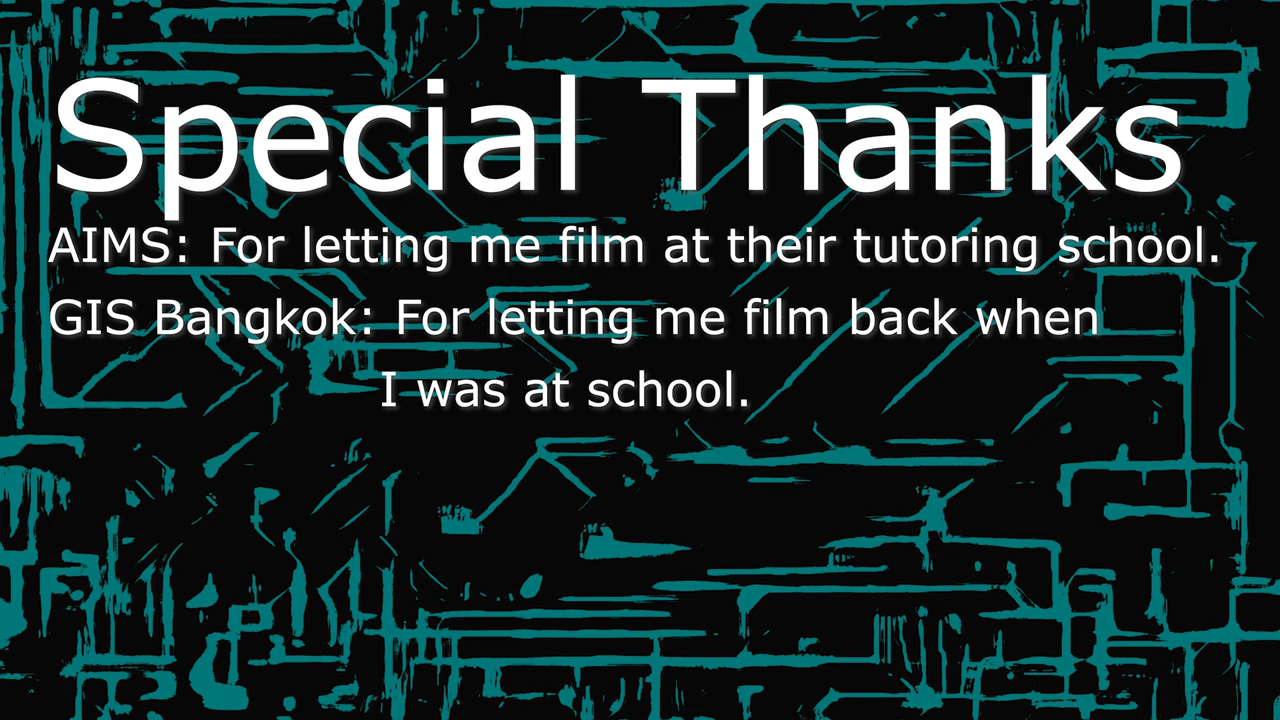 Special Thanks
AIMS: For letting me film at their tutoring school.
GIS Bangkok: For letting me film back when
I was at school.